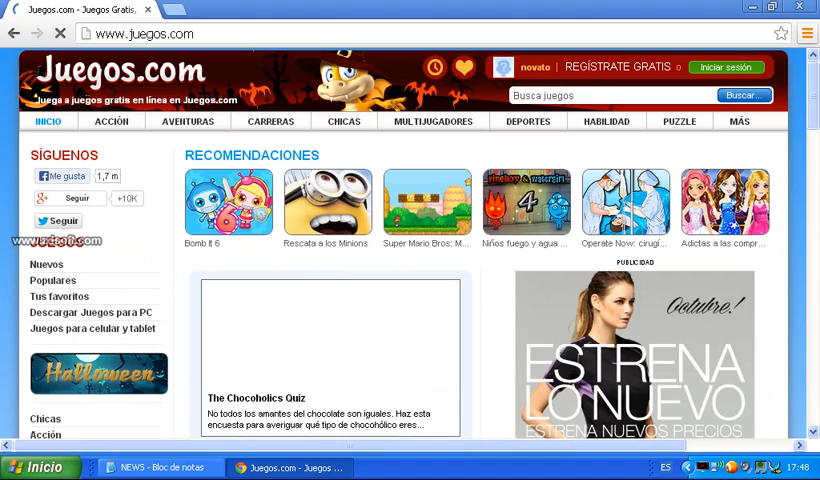 Juegos.com - Juegos Gratis,
www.juegos.com
Juegos.com
Juega a juegos gratis en línea en Juegos.com
novato | REGÍSTRATE GRATIS 0 Iniciar sesión
Busca juegos Buscar...
INICIO ACCIÓN AVENTURAS CARRERAS CHICAS MULTIJUGADORES DEPORTES HABILIDAD PUZZLE MÁS
SÍGUENOS
Me gusta 1,7 m
Seguir +10K
Seguir
JUEGOS
Nuevos
Populares
Tus favoritos
Descargar Juegos para PC
Juegos para celular y tablet
Halloween
Chicas
Acción
RECOMENDACIONES
6
fireboy & watergirl
4
Bomb It 6 Rescata a los Minions Super Mario Bros: M... Niños fuego y agua ... Operate Now: cirugí... Adictas a las compr...
The Chocoholics Quiz
No todos los amantes del chocolate son iguales. Haz esta
encuesta para averiguar qué tipo de chocohólico eres...
PUBLICIDAD
Octubre!
ESTRENA
LO NUEVO
ESTRENA NUEVOS PRECIOS
Inicio NEWS - Bloc de notas Juegos.com - Juegos ... ES 17:48